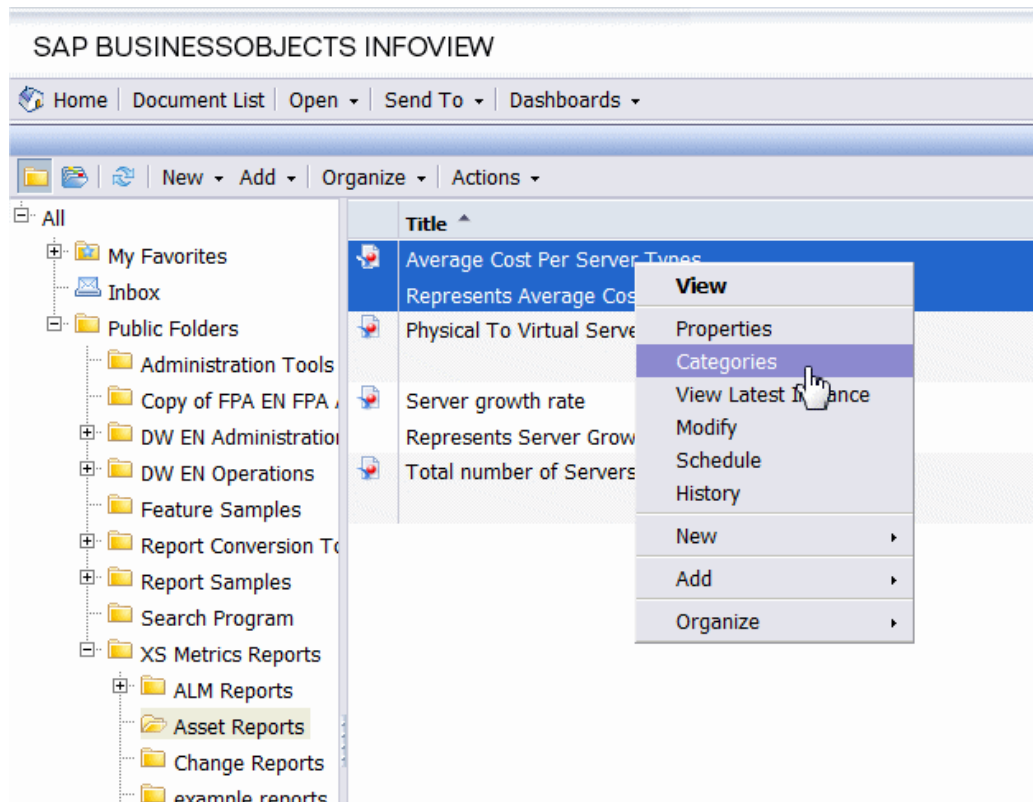 SAP BUSINESSOBJECTS INFOVIEW
Home Document List Open Send To Dashboards
New Add Organize Actions
All
My Favorites
Inbox
Public Folders
Administration Tools
Copy of FPA EN FPA
DW EN Administration
DW EN Operations
Feature Samples
Report Conversion
Report Samples
Search Program
XS Metrics Reports
ALM Reports
Asset Reports
Change Reports
example reports
Title
Average Cost Per Server Types
Represents Average Cos
Physical To Virtual Serve
Server growth rate
Represents Server Grow
Total number of Servers
View
Properties
Categories
View Latest Instance
Modify
Schedule
History
New
Add
Organize